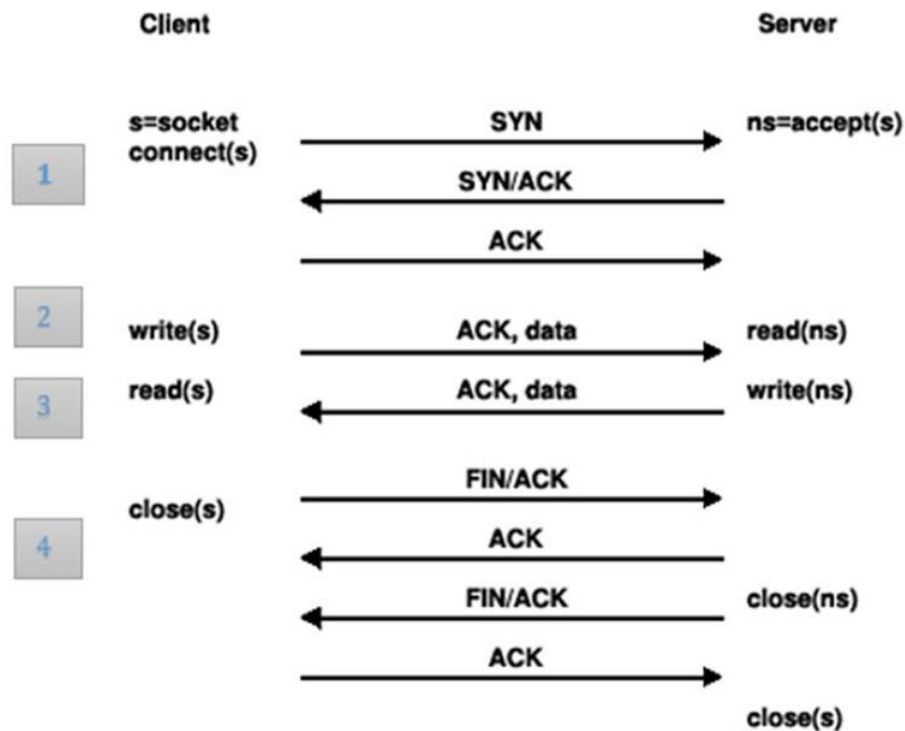 Client Server
s=socket SYN ns=accept(s)
connect(s)
1 SYN/ACK
ACK
2
write(s) ACK, data read(ns)
read(s) ACK, data write(ns)
3
FIN/ACK
close(s)
4 ACK
FIN/ACK close(ns)
ACK
close(s)